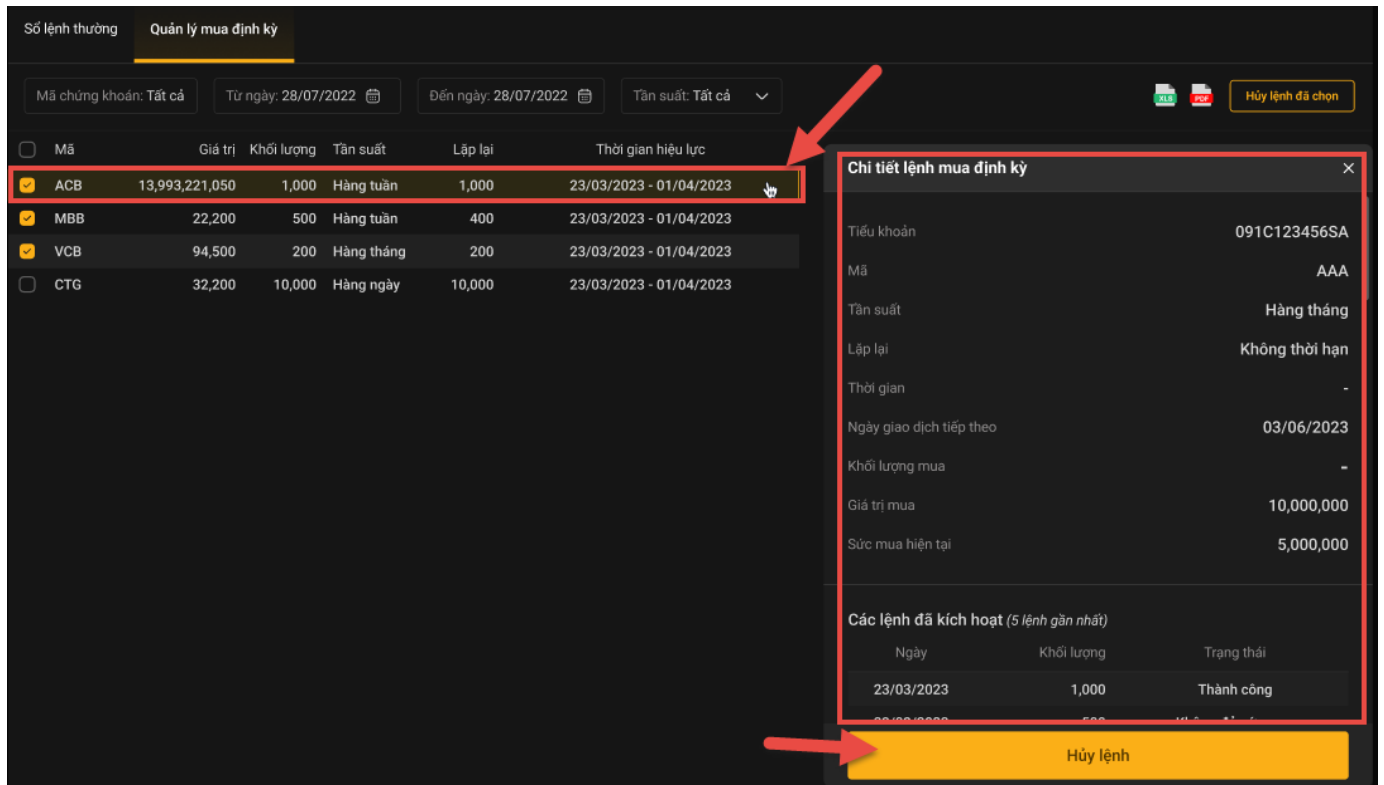 Sổ lệnh thường Quản lý mua định kỳ
Mã chứng khoán: Tất cả Từ ngày: 28/07/2022 Đến ngày: 28/07/2022 Tần suất: Tất cả XLS PDF Hủy lệnh đã chọn
Mã Giá trị Khối lượng Tần suất Lặp lại Thời gian hiệu lực
ACB 13,993,221,050 1,000 Hàng tuần 1,000 23/03/2023 - 01/04/2023
MBB 22,200 500 Hàng tuần 400 23/03/2023 - 01/04/2023
VCB 94,500 200 Hàng tháng 200 23/03/2023 - 01/04/2023
CTG 32,200 10,000 Hàng ngày 10,000 23/03/2023 - 01/04/2023
Chi tiết lệnh mua định kỳ
Tiểu khoản 091C123456SA
Mã AAA
Tần suất Hàng tháng
Lặp lại Không thời hạn
Thời gian -
Ngày giao dịch tiếp theo 03/06/2023
Khối lượng mua -
Giá trị mua 10,000,000
Sức mua hiện tại 5,000,000
Các lệnh đã kích hoạt (5 lệnh gần nhất)
Ngày Khối lượng Trạng thái
23/03/2023 1,000 Thành công
Hủy lệnh